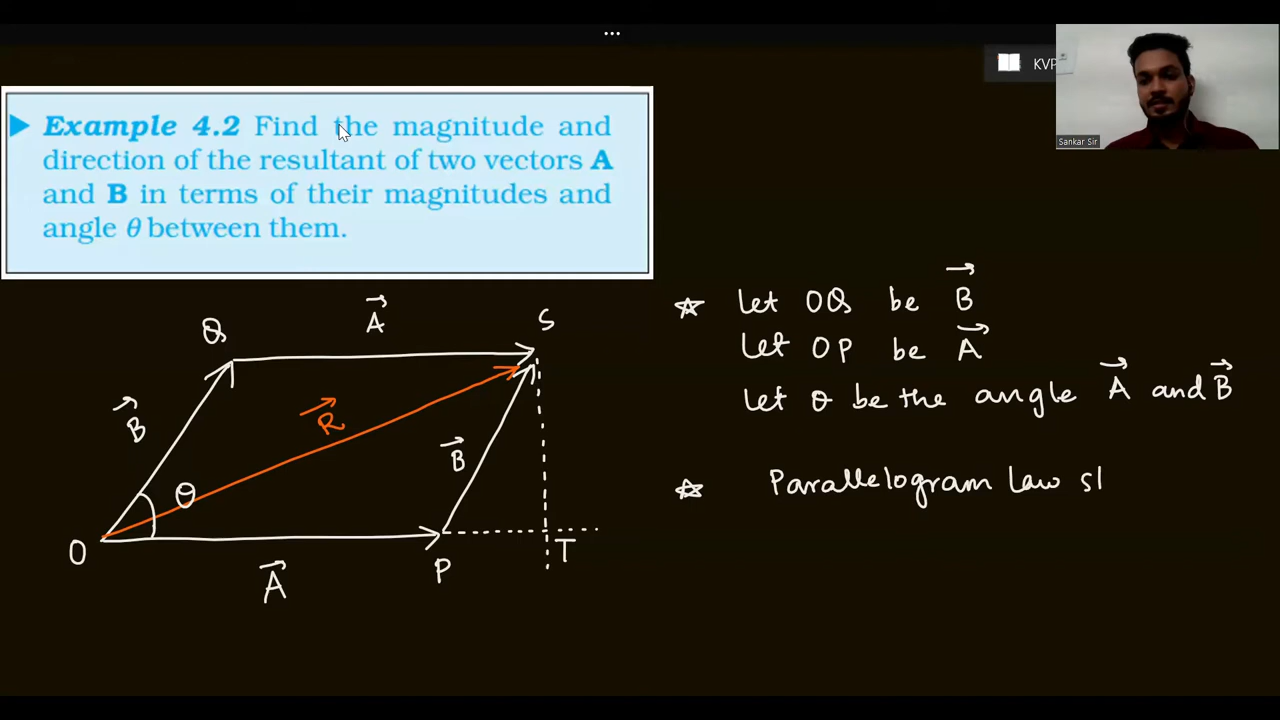 KVP
Sankar Sir
Example 4.2 Find the magnitude and
direction of the resultant of two vectors A
and B in terms of their magnitudes and
angle θ between them.
A
Q
S
B
R
B
θ
O
A
P
T
☆ Let OQ be B
Let OP be A
Let θ be the angle A and B
☆ Parallelogram Law sl